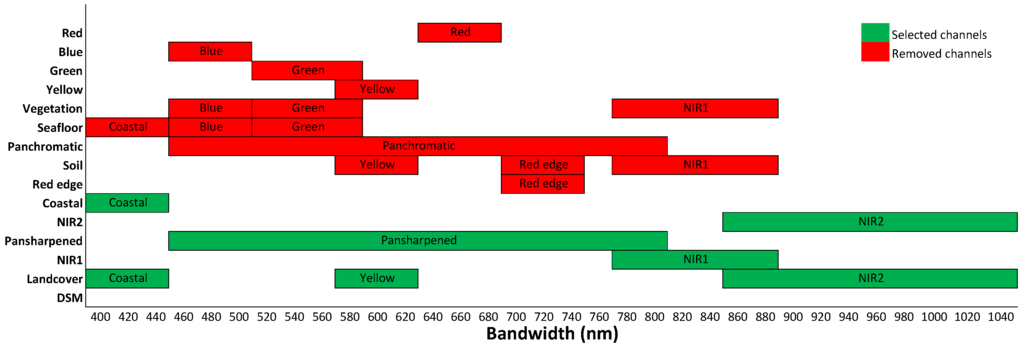 Red Red
Blue Blue
Green Green
Yellow Yellow
Vegetation Blue Green NIR1
Seafloor Coastal Blue Green
Panchromatic Panchromatic
Soil Yellow Red edge NIR1
Red edge Red edge
Coastal Coastal
NIR2 NIR2
Pansharpened Pansharpened
NIR1 NIR1
Landcover Coastal Yellow NIR2
DSM
Selected channels
Removed channels
400 420 440 460 480 500 520 540 560 580 600 620 640 660 680 700 720 740 760 780 800 820 840 860 880 900 920 940 960 980 1000 1020 1040
Bandwidth (nm)